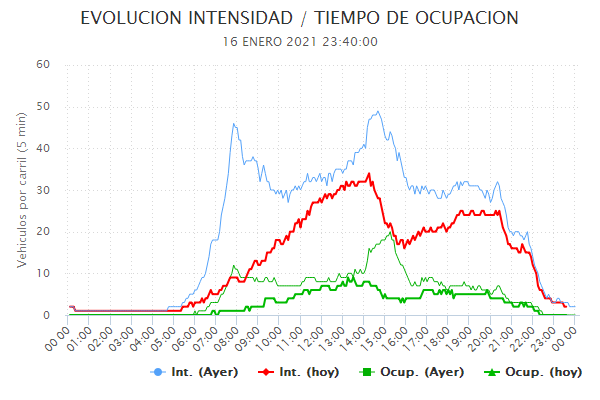 EVOLUCION INTENSIDAD / TIEMPO DE OCUPACION
16 ENERO 2021 23:40:00
Vehiculos por carril (5 min)
60
50
40
30
20
10
0
00:00 01:00 02:00 03:00 04:00 05:00 06:00 07:00 08:00 09:00 10:00 11:00 12:00 13:00 14:00 15:00 16:00 17:00 18:00 19:00 20:00 21:00 22:00 23:00 00:00
Int. (Ayer) Int. (hoy) Ocup. (Ayer) Ocup. (hoy)